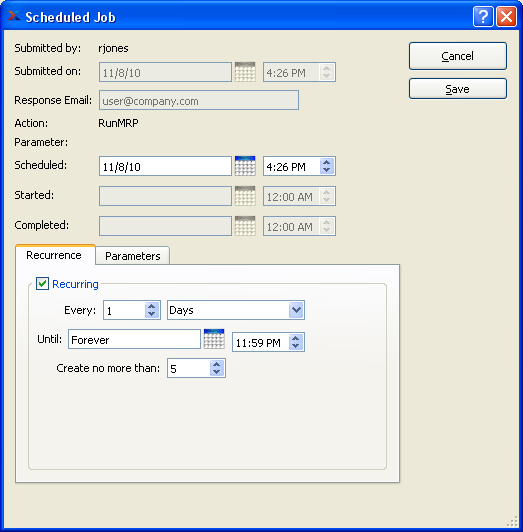 Scheduled Job
Submitted by: rjones
Cancel
Submitted on: 11/8/10 4:26 PM
Save
Response Email: user@company.com
Action: RunMRP
Parameter:
Scheduled: 11/8/10 4:26 PM
Started: 12:00 AM
Completed: 12:00 AM
Recurrence Parameters
Recurring
Every: 1 Days
Until: Forever 11:59 PM
Create no more than: 5